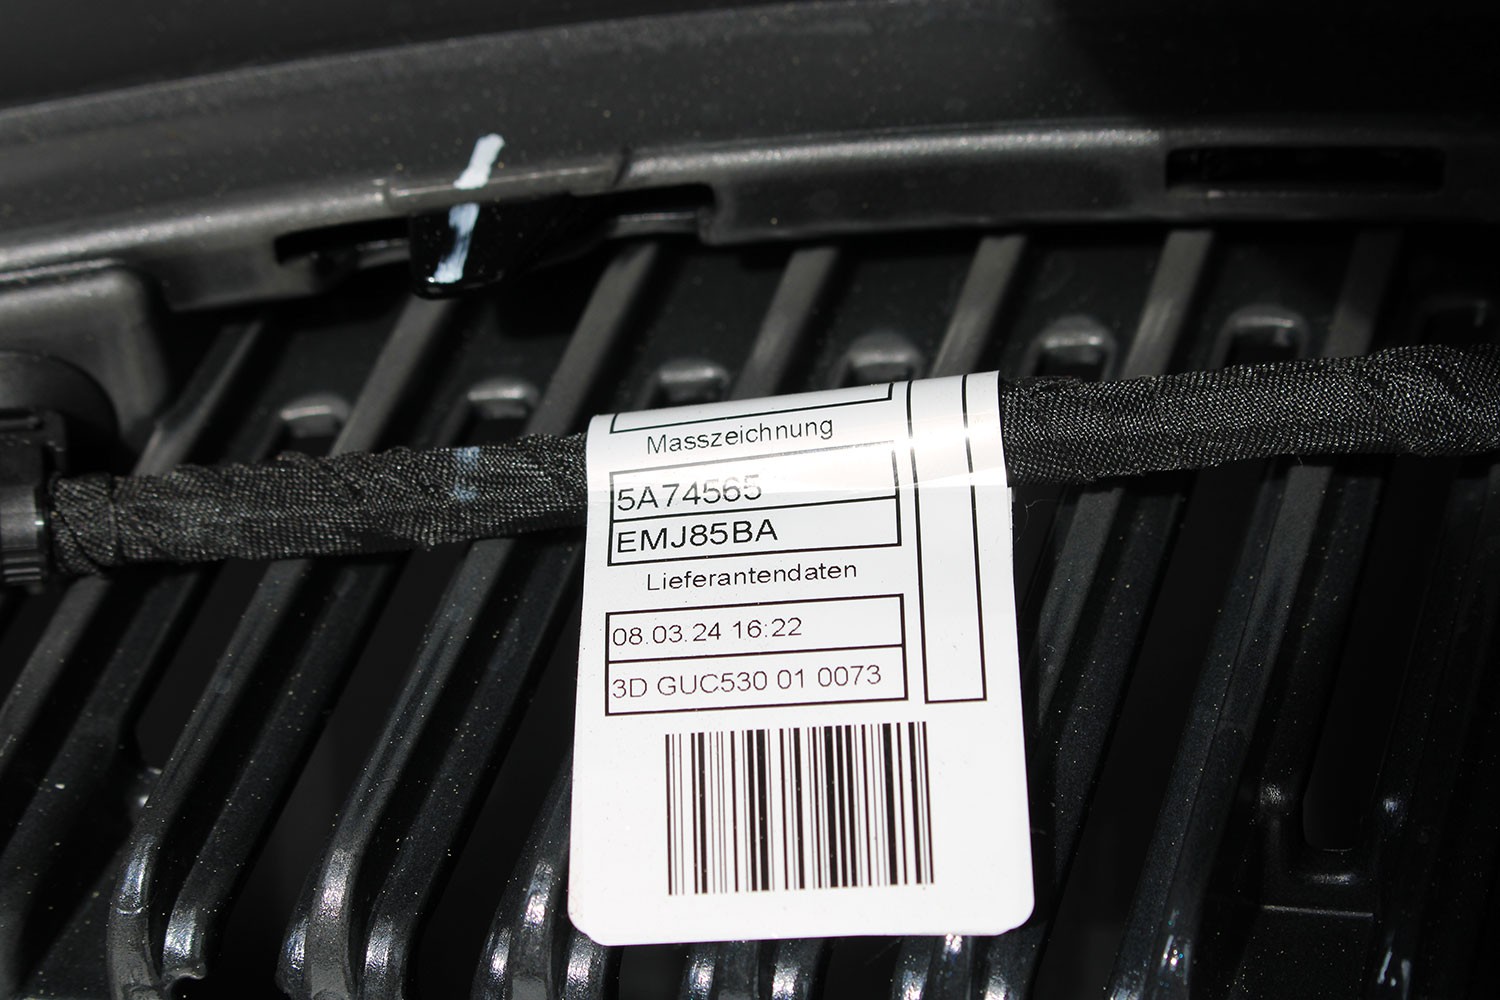 Masszeichnung
5A74565
EMJ85BA
Lieferantendaten
08.03.24 16:22
3D GUC530 01 0073